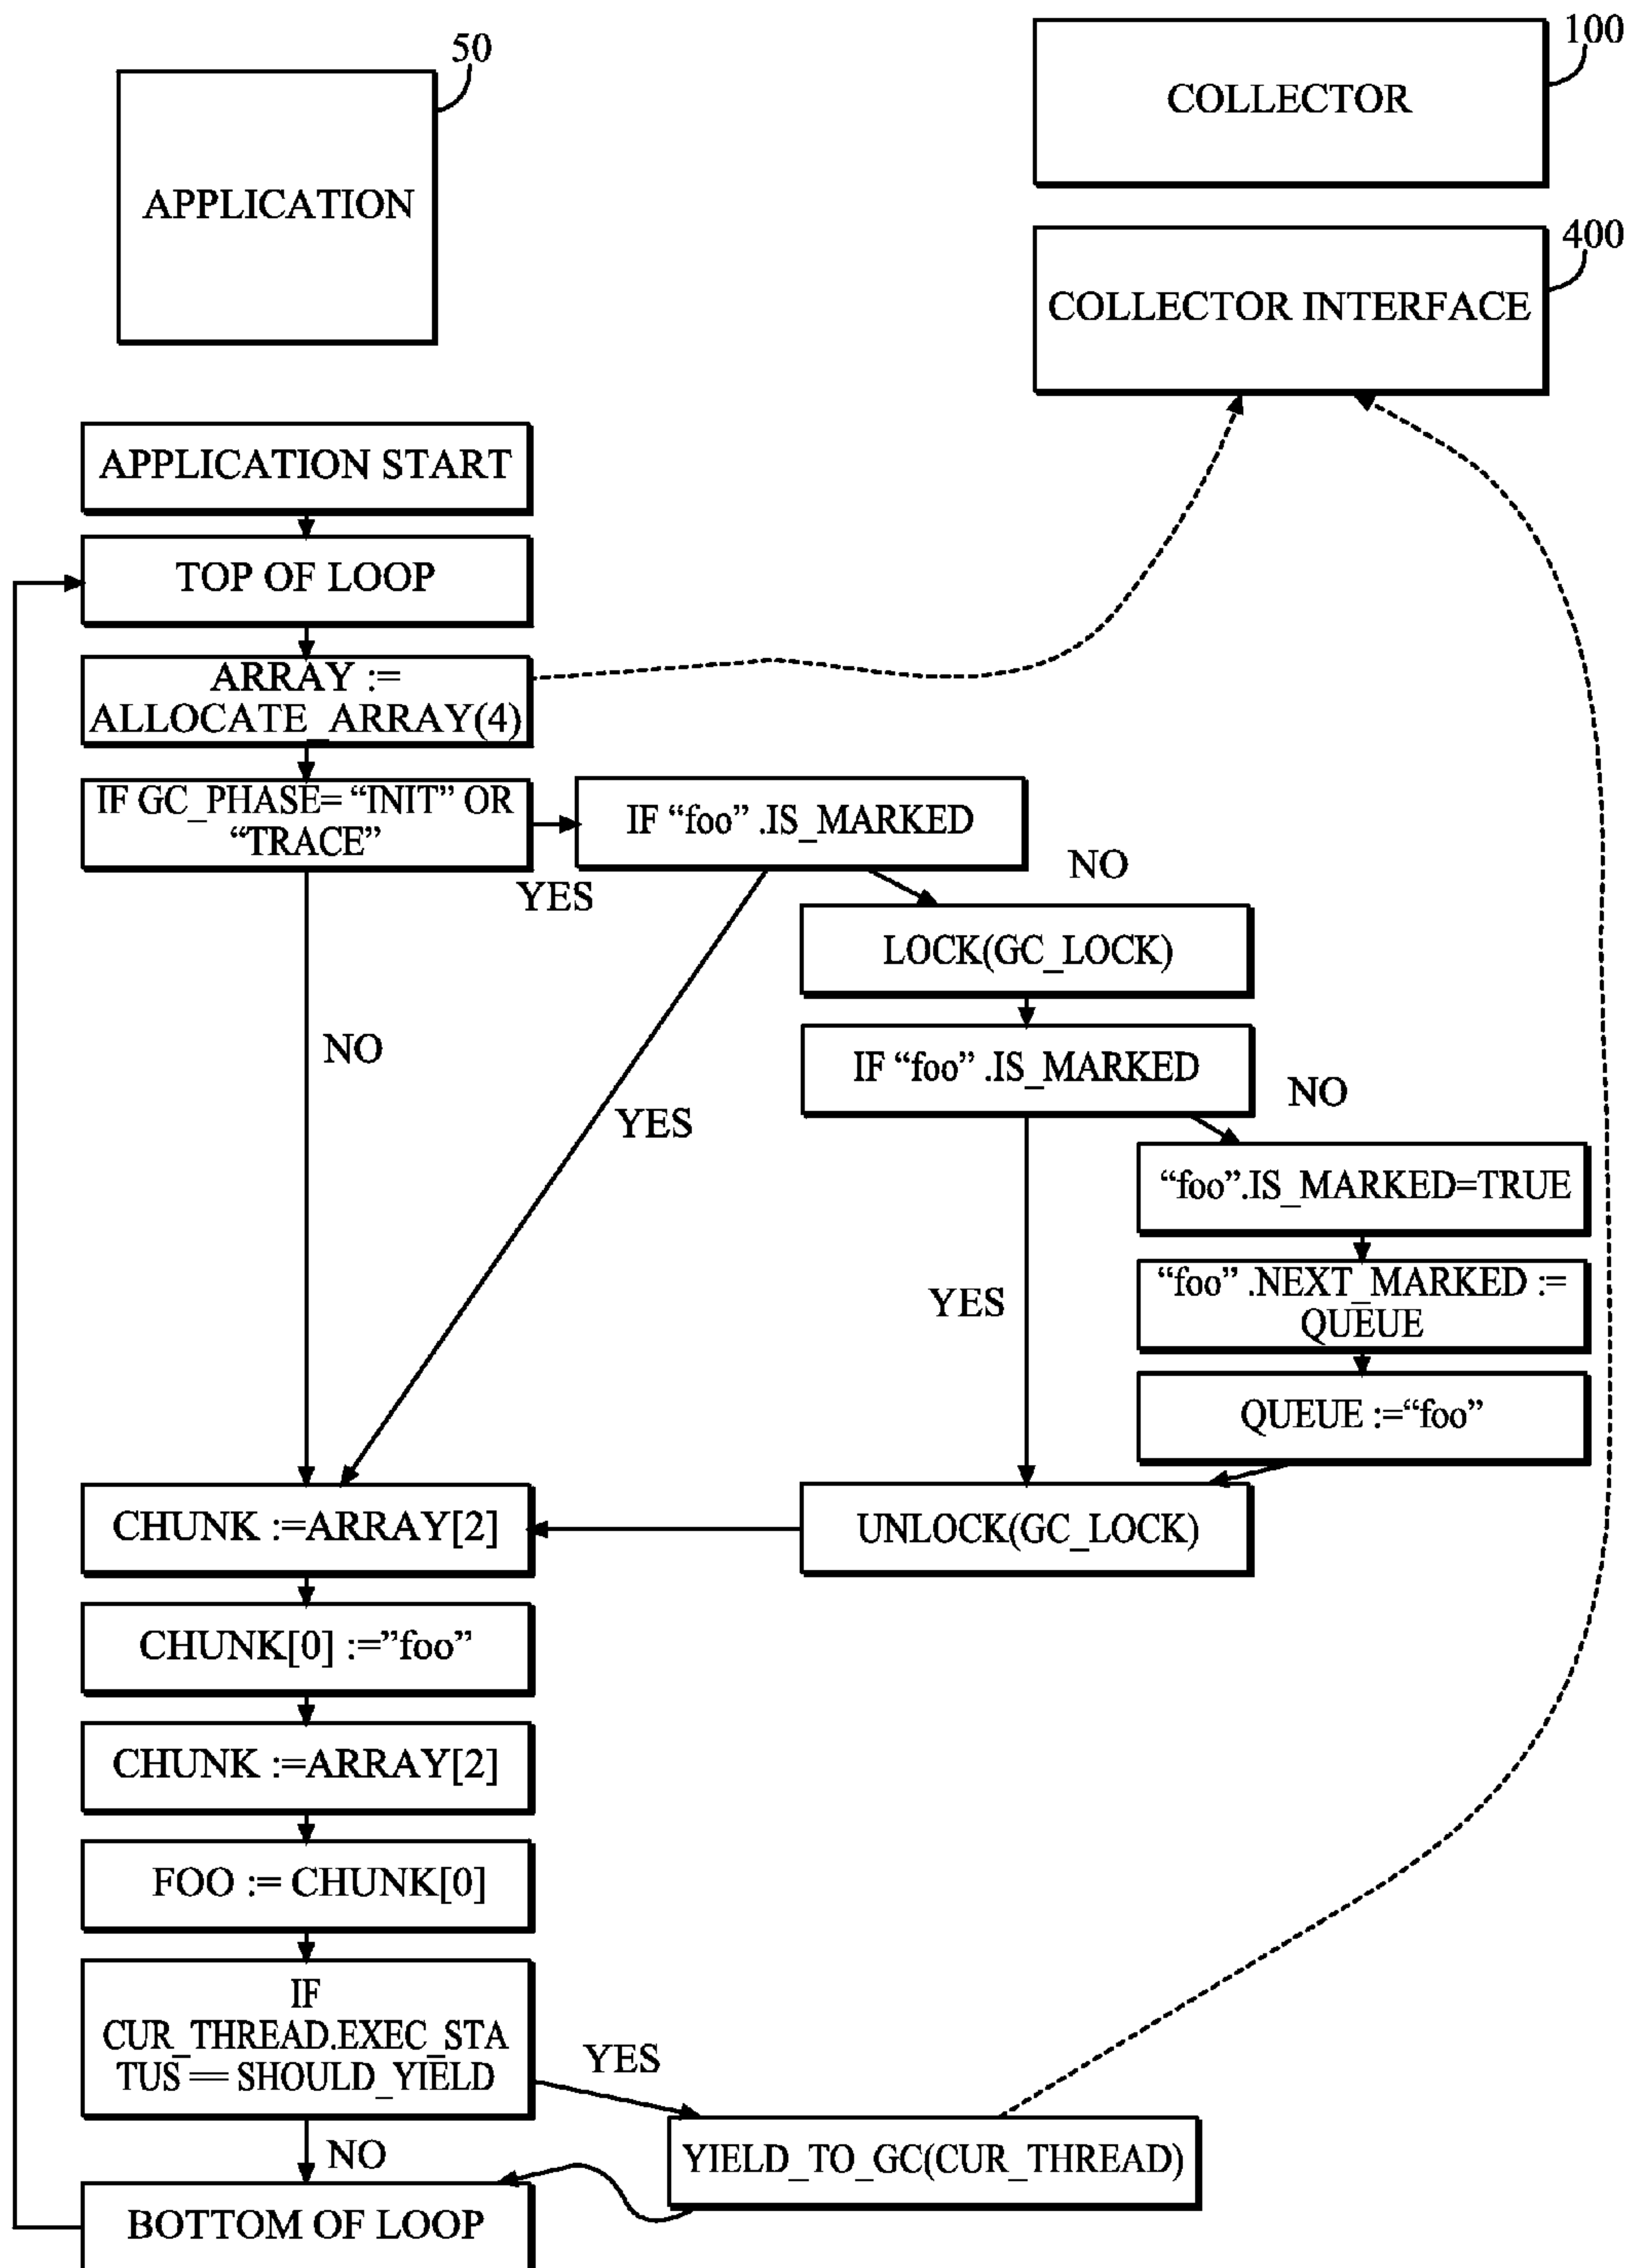 50
APPLICATION
100
COLLECTOR
400
COLLECTOR INTERFACE
APPLICATION START
TOP OF LOOP
ARRAY :=
ALLOCATE_ARRAY(4)
IF GC_PHASE= “INIT” OR
“TRACE”
YES
NO
IF “foo” .IS_MARKED
NO
YES
LOCK(GC_LOCK)
IF “foo” .IS_MARKED
NO
YES
“foo”.IS_MARKED=TRUE
“foo” .NEXT_MARKED :=
QUEUE
QUEUE :=“foo”
UNLOCK(GC_LOCK)
CHUNK :=ARRAY[2]
CHUNK[0] :=”foo”
CHUNK :=ARRAY[2]
FOO := CHUNK[0]
IF
CUR_THREAD.EXEC_STA
TUS == SHOULD_YIELD
YES
NO
YIELD_TO_GC(CUR_THREAD)
BOTTOM OF LOOP